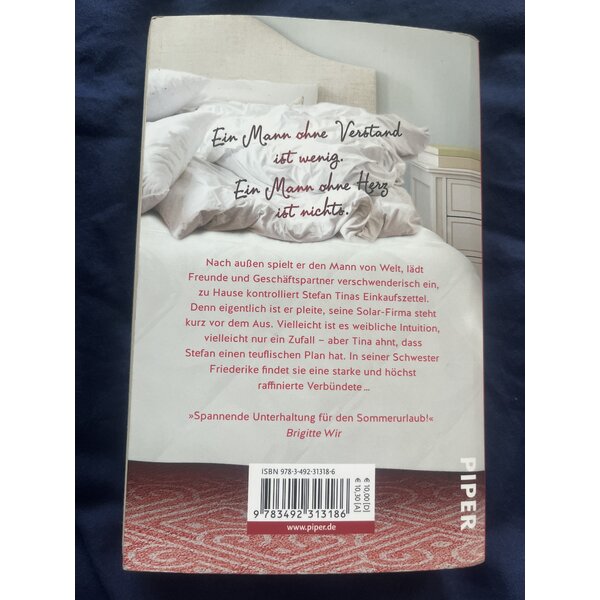 Ein Mann ohne Verstand
ist wenig.
Ein Mann ohne Herz
ist nichts.
Nach außen spielt er den Mann von Welt, lädt
Freunde und Geschäftspartner verschwenderisch ein,
zu Hause kontrolliert Stefan Tinas Einkaufszettel.
Denn eigentlich ist er pleite, seine Solar-Firma steht
kurz vor dem Aus. Vielleicht ist es weibliche Intuition,
vielleicht nur ein Zufall – aber Tina ahnt, dass
Stefan einen teuflischen Plan hat. In seiner Schwester
Friederike findet sie eine starke und höchst
raffinierte Verbündete ...
»Spannende Unterhaltung für den Sommerurlaub!«
Brigitte Wir
ISBN 978-3-492-31318-6
9 783492 313186
€ 10,00 [D]
€ 10,30 [A]
www.piper.de
PIPER